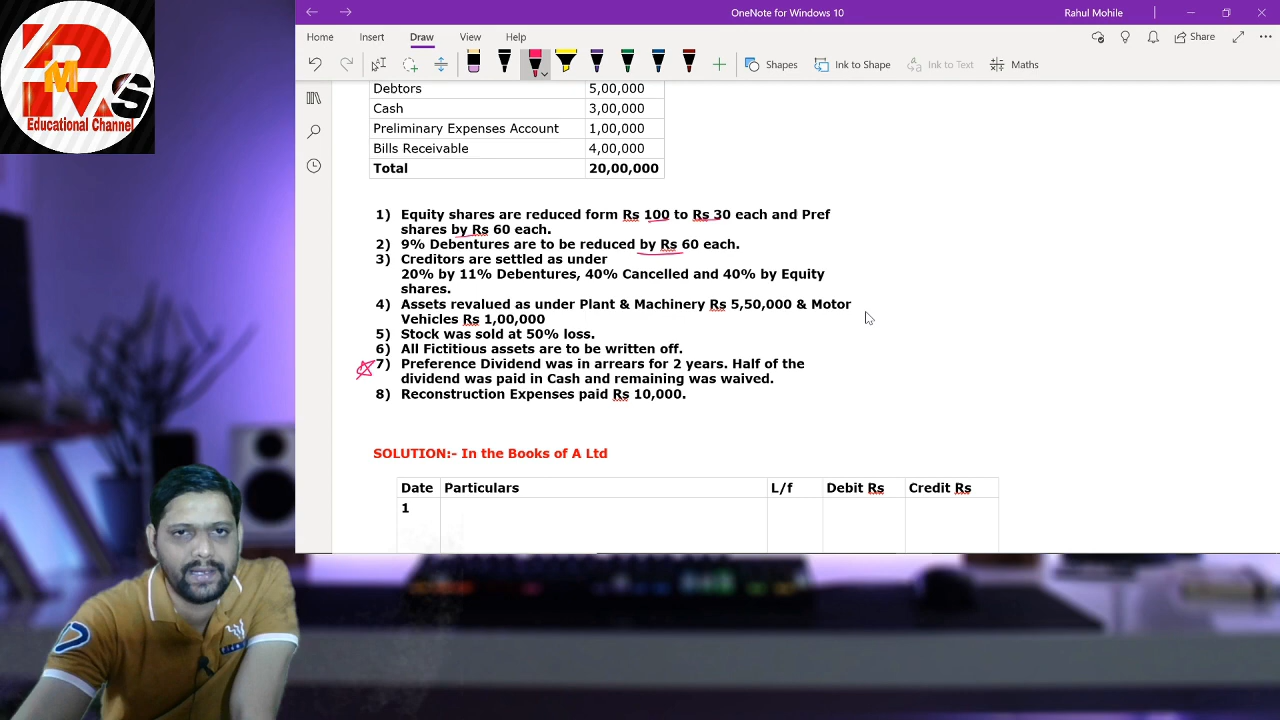 OneNote for Windows 10
Rahul Mohile
Home Insert Draw View Help
Share
Shapes Ink to Shape Ink to Text Maths
R
M
S
Educational Channel
Debtors 5,00,000
Cash 3,00,000
Preliminary Expenses Account 1,00,000
Bills Receivable 4,00,000
Total 20,00,000
1) Equity shares are reduced form Rs 100 to Rs 30 each and Pref
shares by Rs 60 each.
2) 9% Debentures are to be reduced by Rs 60 each.
3) Creditors are settled as under
20% by 11% Debentures, 40% Cancelled and 40% by Equity
shares.
4) Assets revalued as under Plant & Machinery Rs 5,50,000 & Motor
Vehicles Rs 1,00,000
5) Stock was sold at 50% loss.
6) All Fictitious assets are to be written off.
7) Preference Dividend was in arrears for 2 years. Half of the
dividend was paid in Cash and remaining was waived.
8) Reconstruction Expenses paid Rs 10,000.
SOLUTION:- In the Books of A Ltd
Date Particulars L/f Debit Rs Credit Rs
1